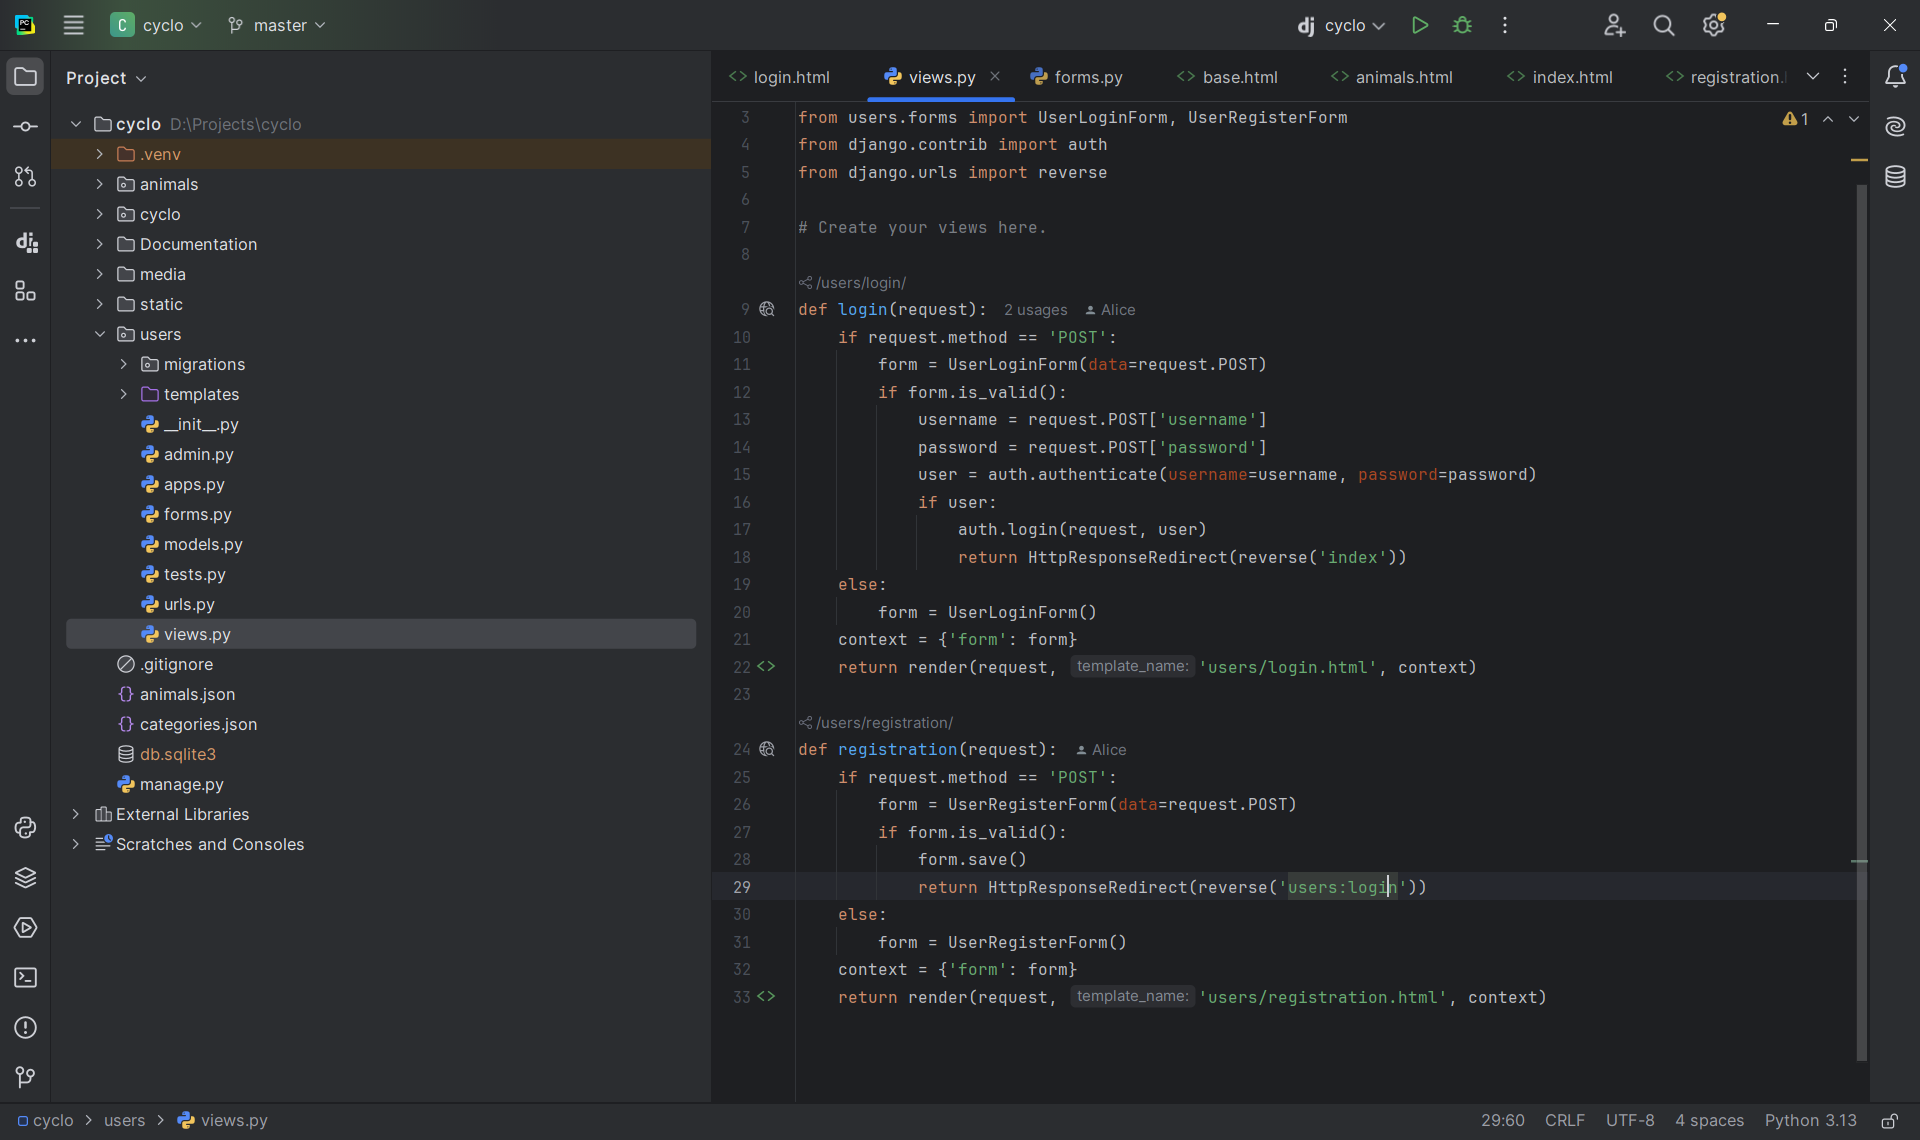 PC
C cyclo
master
dj cyclo
Project
login.html
views.py
forms.py
base.html
animals.html
index.html
registration.
cyclo D:\Projects\cyclo
.venv
animals
cyclo
Documentation
media
static
users
migrations
templates
__init__.py
admin.py
apps.py
forms.py
models.py
tests.py
urls.py
views.py
.gitignore
animals.json
categories.json
db.sqlite3
manage.py
External Libraries
Scratches and Consoles
1
3 from users.forms import UserLoginForm, UserRegisterForm
4 from django.contrib import auth
5 from django.urls import reverse
6
7 # Create your views here.
8
/users/login/
9 def login(request): 2 usages Alice
10 if request.method == 'POST':
11 form = UserLoginForm(data=request.POST)
12 if form.is_valid():
13 username = request.POST['username']
14 password = request.POST['password']
15 user = auth.authenticate(username=username, password=password)
16 if user:
17 auth.login(request, user)
18 return HttpResponseRedirect(reverse('index'))
19 else:
20 form = UserLoginForm()
21 context = {'form': form}
22 return render(request, template_name: 'users/login.html', context)
23
/users/registration/
24 def registration(request): Alice
25 if request.method == 'POST':
26 form = UserRegisterForm(data=request.POST)
27 if form.is_valid():
28 form.save()
29 return HttpResponseRedirect(reverse('users:login'))
30 else:
31 form = UserRegisterForm()
32 context = {'form': form}
33 return render(request, template_name: 'users/registration.html', context)
cyclo > users > views.py
29:60 CRLF UTF-8 4 spaces Python 3.13